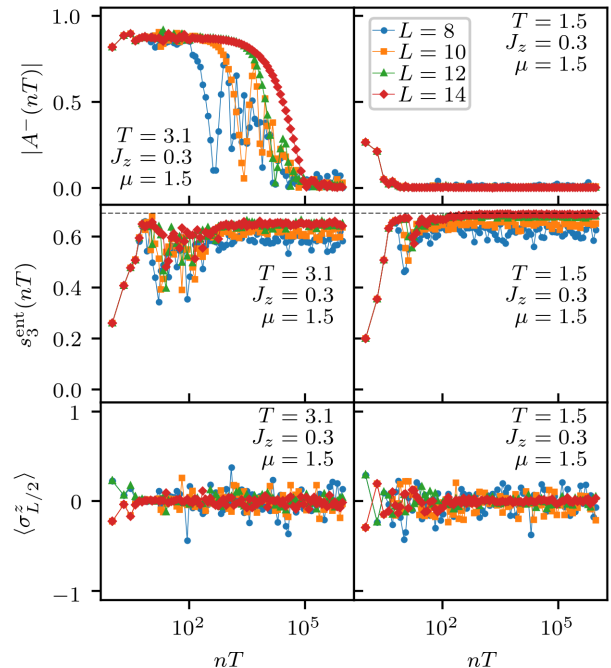 1.0
0.5
0.0
|A⁻(nT)|
T = 3.1
J_z = 0.3
μ = 1.5
T = 1.5
J_z = 0.3
μ = 1.5
L = 8
L = 10
L = 12
L = 14
0.6
0.4
0.2
0.0
s₃^ent(nT)
T = 3.1
J_z = 0.3
μ = 1.5
T = 1.5
J_z = 0.3
μ = 1.5
1
0
−1
⟨σ^z_{L/2}⟩
T = 3.1
J_z = 0.3
μ = 1.5
T = 1.5
J_z = 0.3
μ = 1.5
10² 10⁵ 10² 10⁵
nT nT